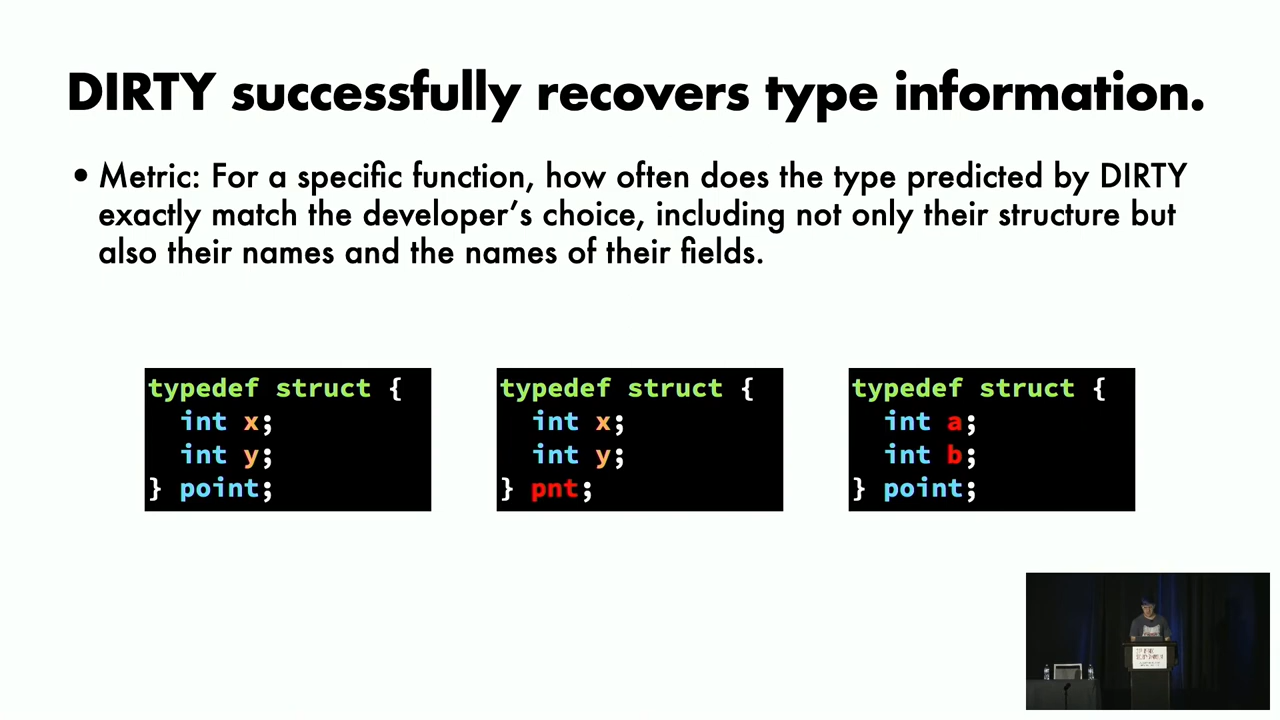 DIRTY successfully recovers type information.
• Metric: For a specific function, how often does the type predicted by DIRTY
exactly match the developer’s choice, including not only their structure but
also their names and the names of their fields.
typedef struct {
int x;
int y;
} point;
typedef struct {
int x;
int y;
} pnt;
typedef struct {
int a;
int b;
} point;